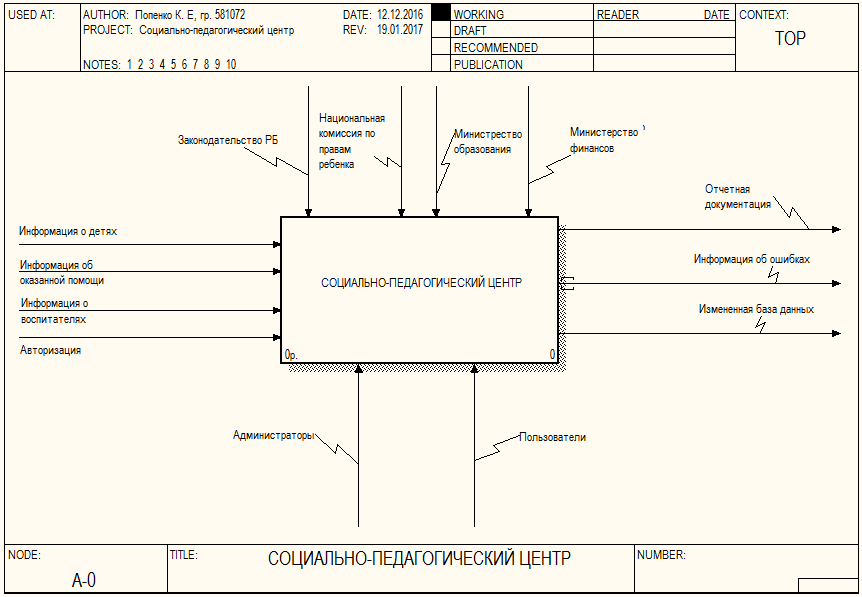 USED AT:
AUTHOR: Попенко К. Е, гр. 581072
DATE: 12.12.2016
PROJECT: Социально-педагогический центр
REV: 19.01.2017
NOTES: 1 2 3 4 5 6 7 8 9 10
WORKING
DRAFT
RECOMMENDED
PUBLICATION
READER
DATE
CONTEXT:
TOP
Законодательство РБ
Национальная
комиссия по
правам
ребенка
Министрество
образования
Министерство
финансов
Информация о детях
Информация об
оказанной помощи
Информация о
воспитателях
Авторизация
СОЦИАЛЬНО-ПЕДАГОГИЧЕСКИЙ ЦЕНТР
0р.
0
Отчетная
документация
Информация об ошибках
Измененная база данных
Администраторы
Пользователи
NODE:
A-0
TITLE:
СОЦИАЛЬНО-ПЕДАГОГИЧЕСКИЙ ЦЕНТР
NUMBER: